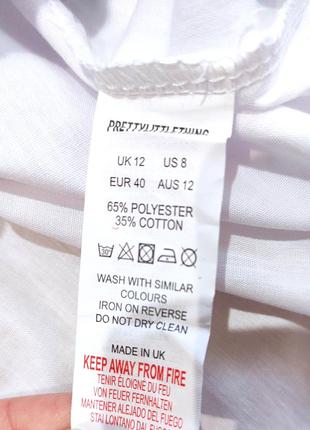 PRETTYLITTLETHING
UK 12 US 8
EUR 40 AUS 12
65% POLYESTER
35% COTTON
30°
WASH WITH SIMILAR
COLOURS
IRON ON REVERSE
DO NOT DRY CLEAN
MADE IN UK
KEEP AWAY FROM FIRE
TENIR ÉLOIGNÉ DU FEU
VON FEUER FERNHALTEN
MANTENER ALEJADO DEL FUEGO
STAI LONTANO DAL FUOCO